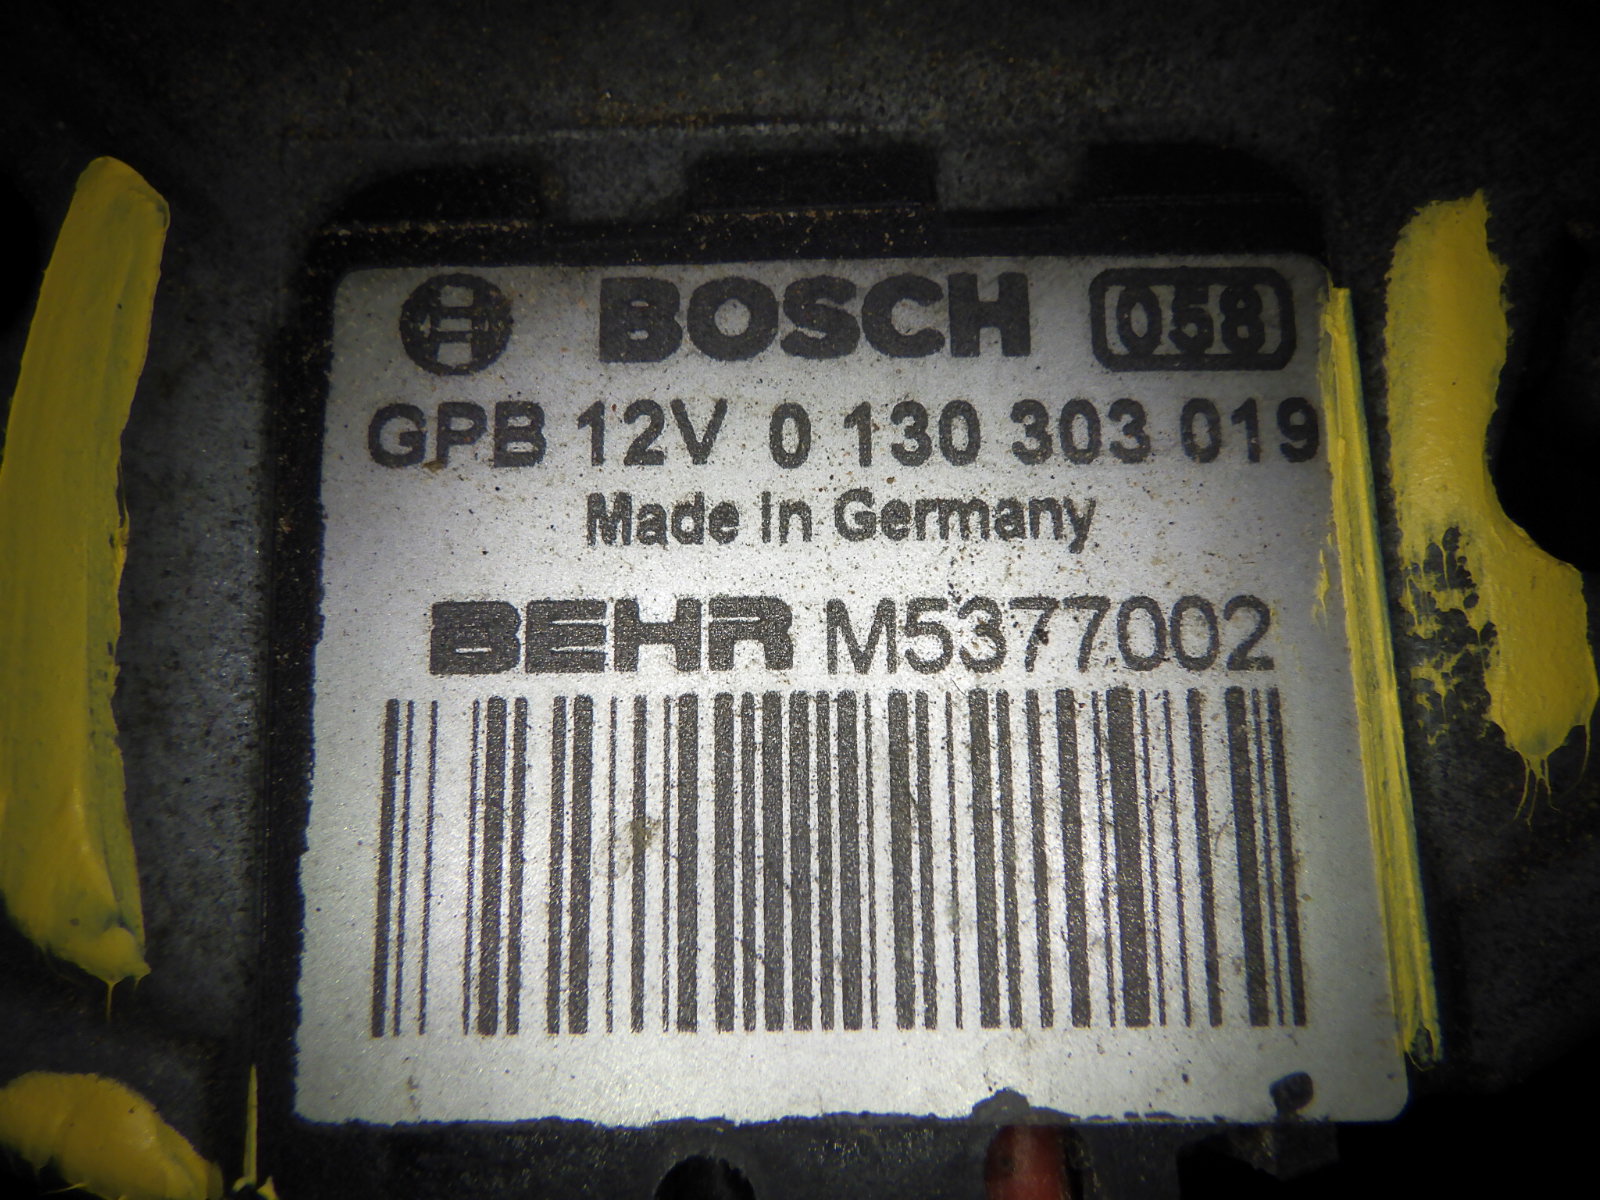 BOSCH 058
GPB 12V 0 130 303 019
Made in Germany
BEHR M5377002